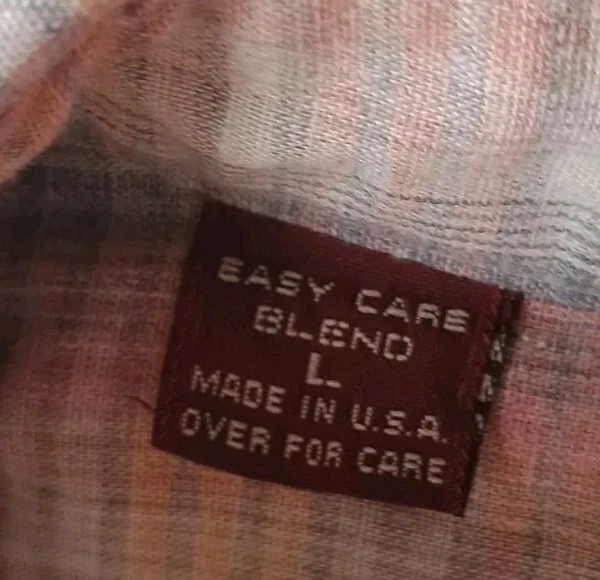 EASY CARE
BLEND
L
MADE IN U.S.A.
OVER FOR CARE